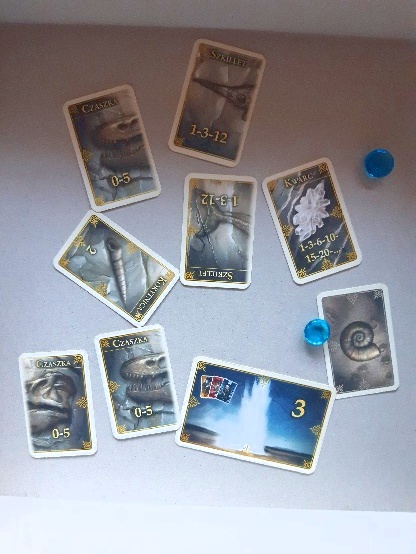 SZKIELET
1-3-12
CZASZKA
0-5
KWARC
1-3-6-10-
15-20-...
1-3-12
SZKIELET
2
CZASZKA
0-5
CZASZKA
0-5
3